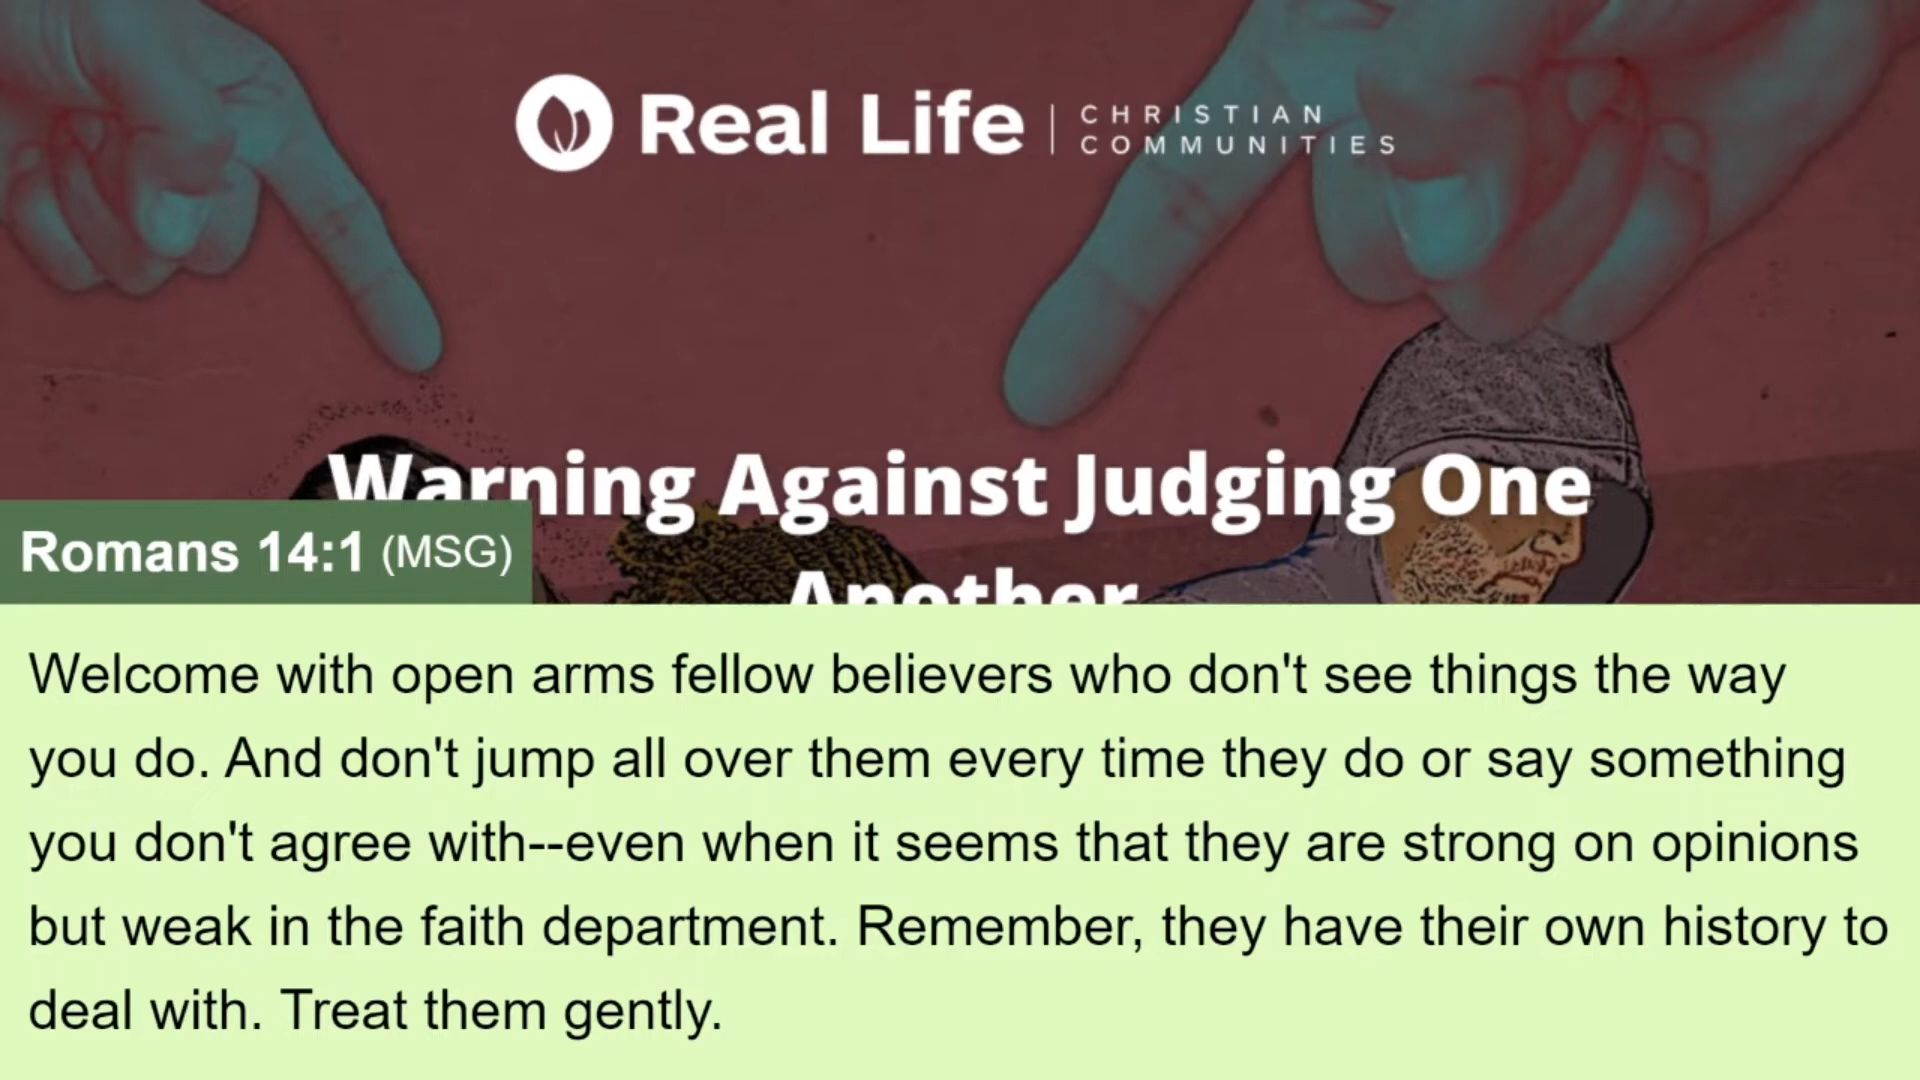 Real Life
CHRISTIAN
COMMUNITIES
Warning Against Judging One
Another
Romans 14:1 (MSG)
Welcome with open arms fellow believers who don't see things the way
you do. And don't jump all over them every time they do or say something
you don't agree with--even when it seems that they are strong on opinions
but weak in the faith department. Remember, they have their own history to
deal with. Treat them gently.